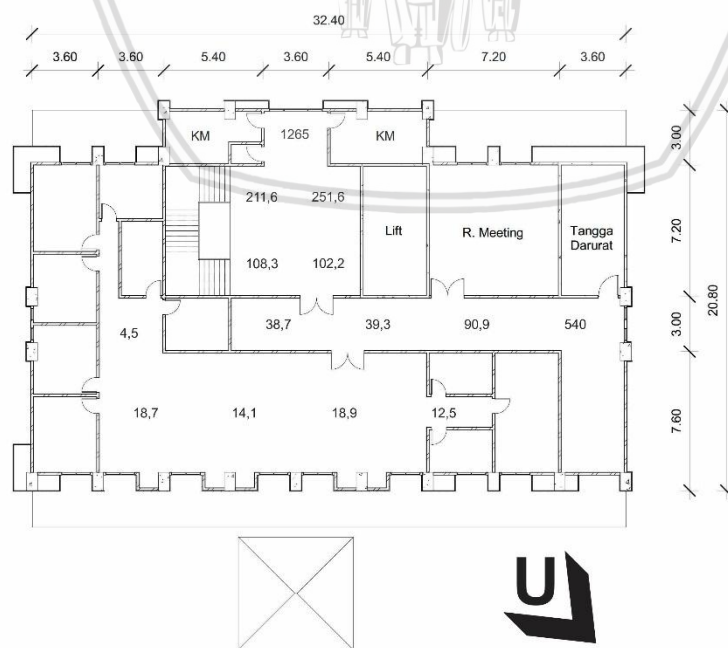 32.40
3.60 3.60 5.40 3.60 5.40 7.20 3.60
KM 1265 KM
3.00
211,6 251,6
Lift R. Meeting Tangga
Darurat
7.20
108,3 102,2
20.80
4,5 38,7 39,3 90,9 540
3.00
18,7 14,1 18,9 12,5
7.60
U